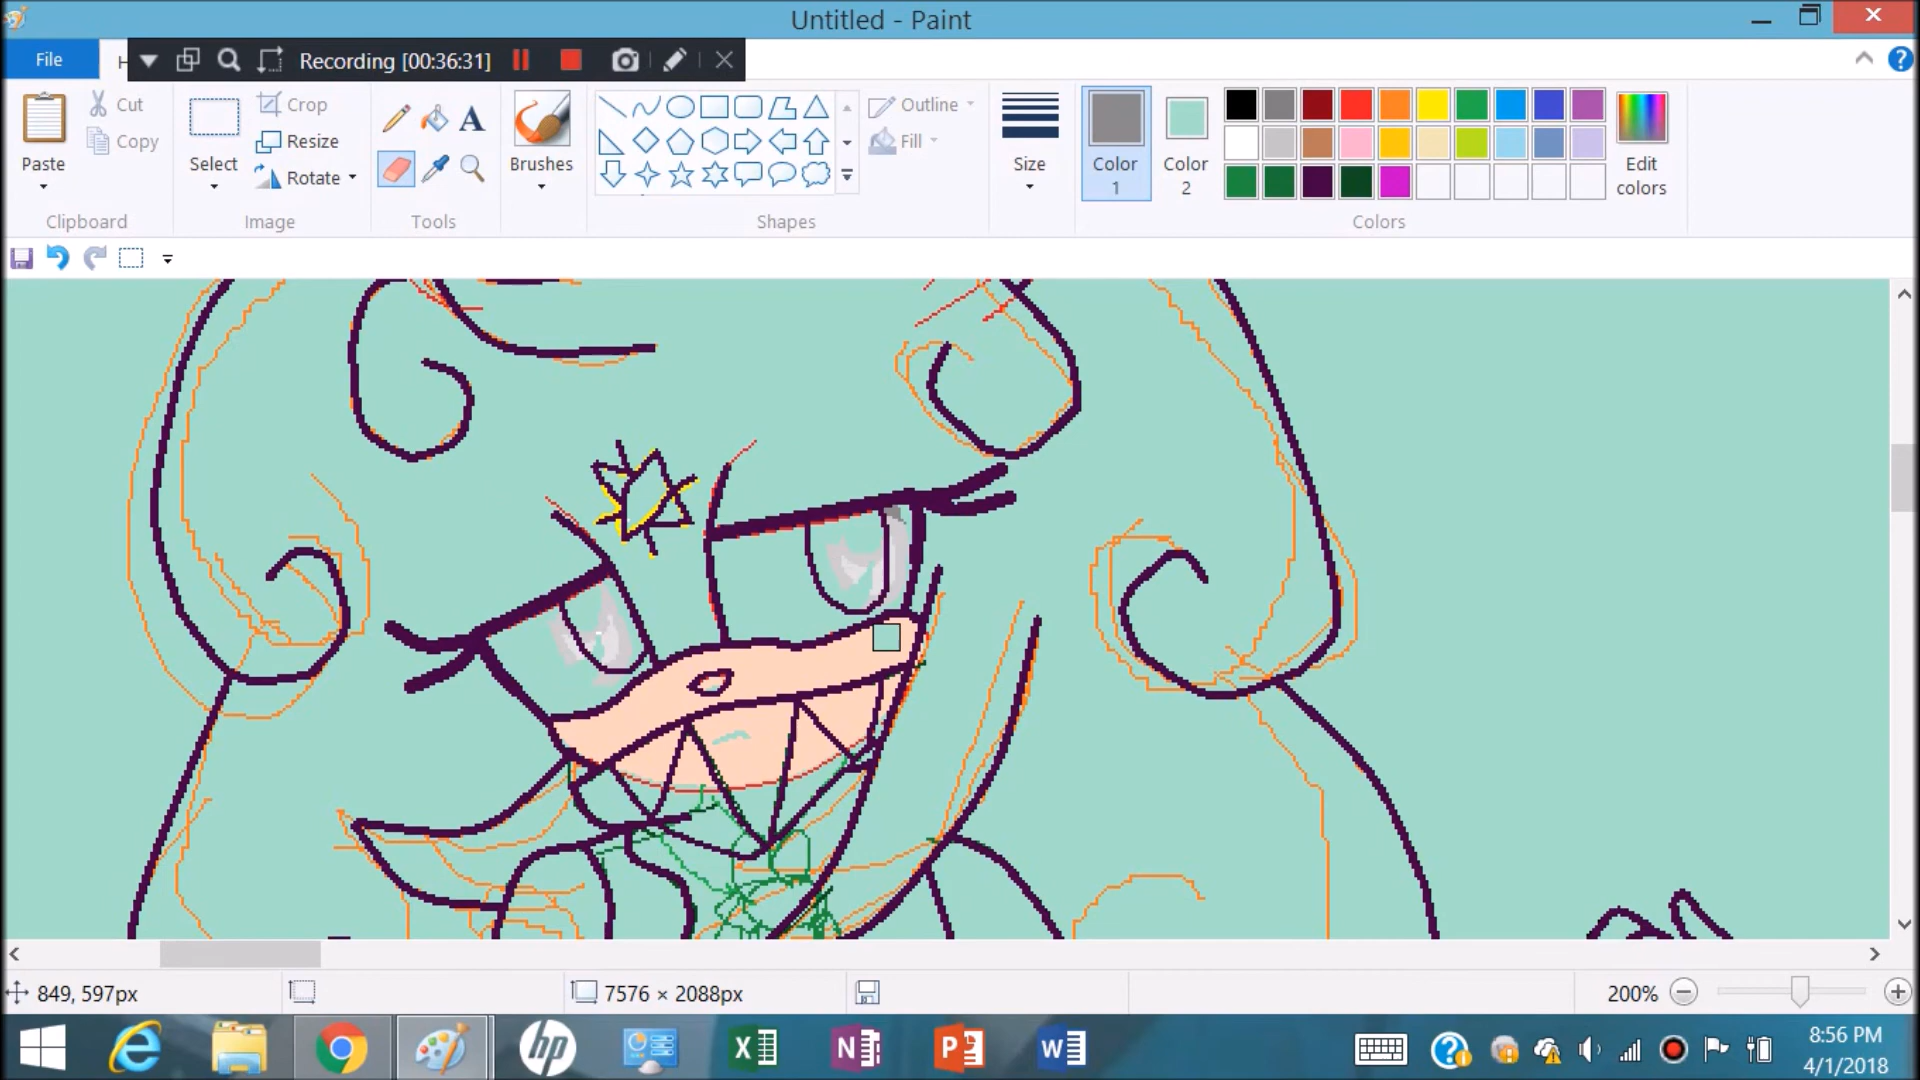 Untitled - Paint
File
H
Recording [00:36:31]
Paste
Cut
Copy
Clipboard
Select
Crop
Resize
Rotate
Image
A
Tools
Brushes
Outline
Fill
Shapes
Size
Color 1
Color 2
Edit colors
Colors
849, 597px
7576 × 2088px
200%
hp
X
N
P
W
8:56 PM
4/1/2018